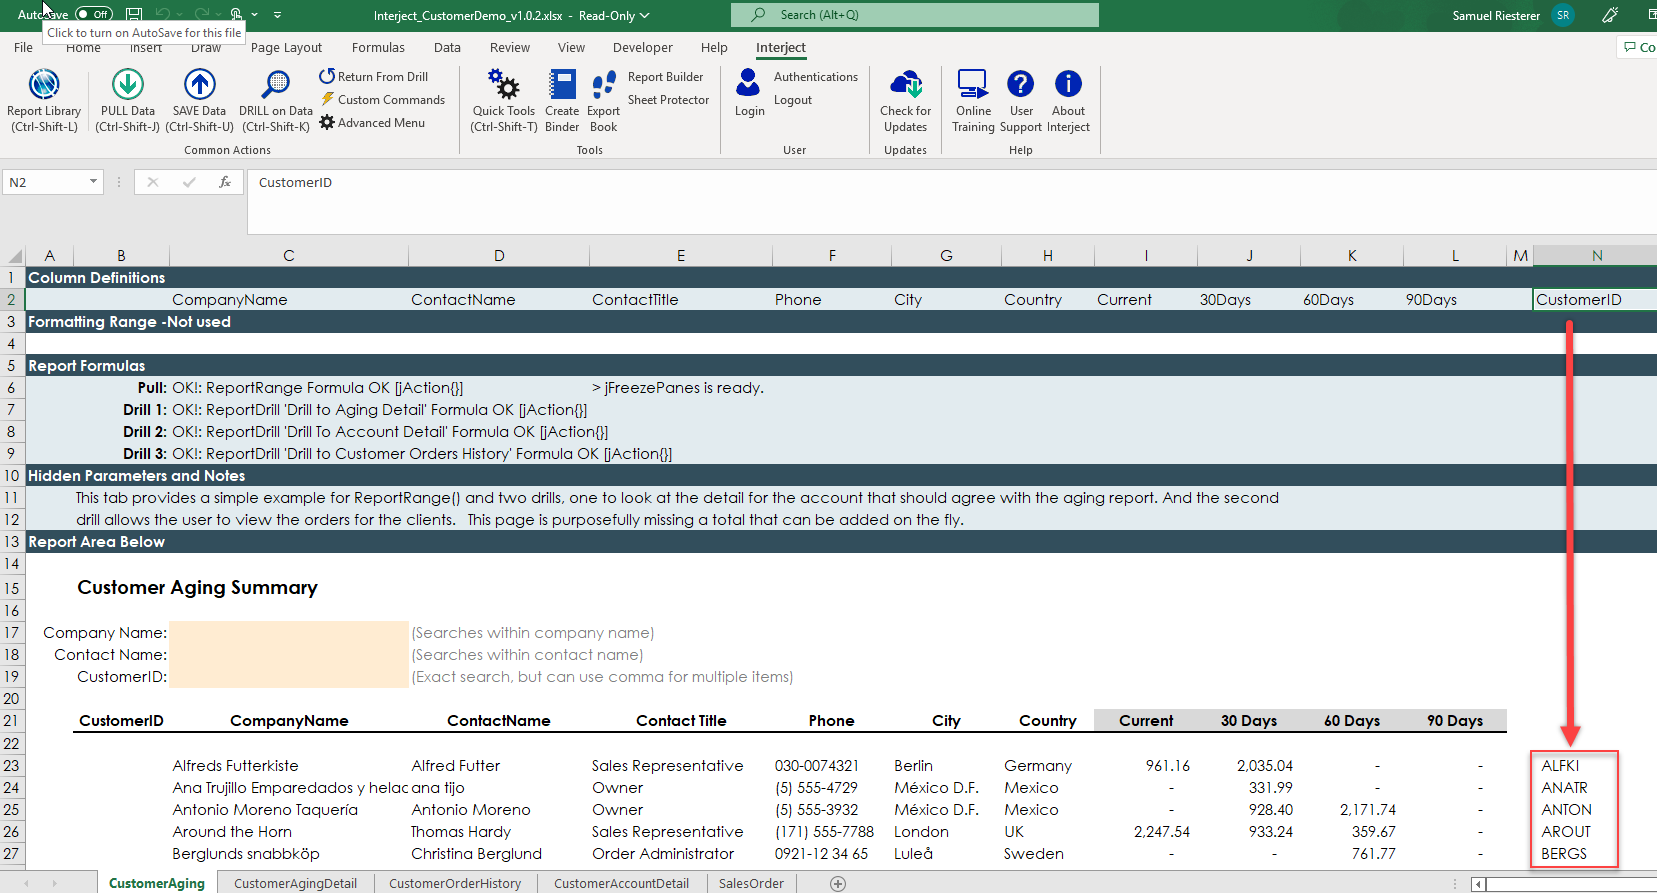 AutoSave Off Interject_CustomerDemo_v1.0.2.xlsx - Read-Only Search (Alt+Q) Samuel Riesterer SR
Click to turn on AutoSave for this file
File Home Insert Draw Page Layout Formulas Data Review View Developer Help Interject Co
Report Library (Ctrl-Shift-L)
PULL Data (Ctrl-Shift-J)
SAVE Data (Ctrl-Shift-U)
DRILL on Data (Ctrl-Shift-K)
Return From Drill
Custom Commands
Advanced Menu
Common Actions
Quick Tools (Ctrl-Shift-T)
Create Binder
Export Book
Report Builder
Sheet Protector
Tools
Login
Authentications
Logout
User
Check for Updates
Updates
Online Training
User Support
About Interject
Help
N2 fx CustomerID
A B C D E F G H I J K L M N
1 Column Definitions
2 CompanyName ContactName ContactTitle Phone City Country Current 30Days 60Days 90Days CustomerID
3 Formatting Range -Not used
4
5 Report Formulas
6 Pull: OK!: ReportRange Formula OK [jAction{}] > jFreezePanes is ready.
7 Drill 1: OK!: ReportDrill 'Drill to Aging Detail' Formula OK [jAction{}]
8 Drill 2: OK!: ReportDrill 'Drill To Account Detail' Formula OK [jAction{}]
9 Drill 3: OK!: ReportDrill 'Drill to Customer Orders History' Formula OK [jAction{}]
10 Hidden Parameters and Notes
11 This tab provides a simple example for ReportRange() and two drills, one to look at the detail for the account that should agree with the aging report. And the second
12 drill allows the user to view the orders for the clients. This page is purposefully missing a total that can be added on the fly.
13 Report Area Below
14
15 Customer Aging Summary
16
17 Company Name: (Searches within company name)
18 Contact Name: (Searches within contact name)
19 CustomerID: (Exact search, but can use comma for multiple items)
20
21 CustomerID CompanyName ContactName Contact Title Phone City Country Current 30 Days 60 Days 90 Days
22
23 Alfreds Futterkiste Alfred Futter Sales Representative 030-0074321 Berlin Germany 961.16 2,035.04 - - ALFKI
24 Ana Trujillo Emparedados y helac ana tijo Owner (5) 555-4729 México D.F. Mexico - 331.99 - - ANATR
25 Antonio Moreno Taquería Antonio Moreno Owner (5) 555-3932 México D.F. Mexico - 928.40 2,171.74 - ANTON
26 Around the Horn Thomas Hardy Sales Representative (171) 555-7788 London UK 2,247.54 933.24 359.67 - AROUT
27 Berglunds snabbköp Christina Berglund Order Administrator 0921-12 34 65 Luleå Sweden - - 761.77 - BERGS
CustomerAging CustomerAgingDetail CustomerOrderHistory CustomerAccountDetail SalesOrder